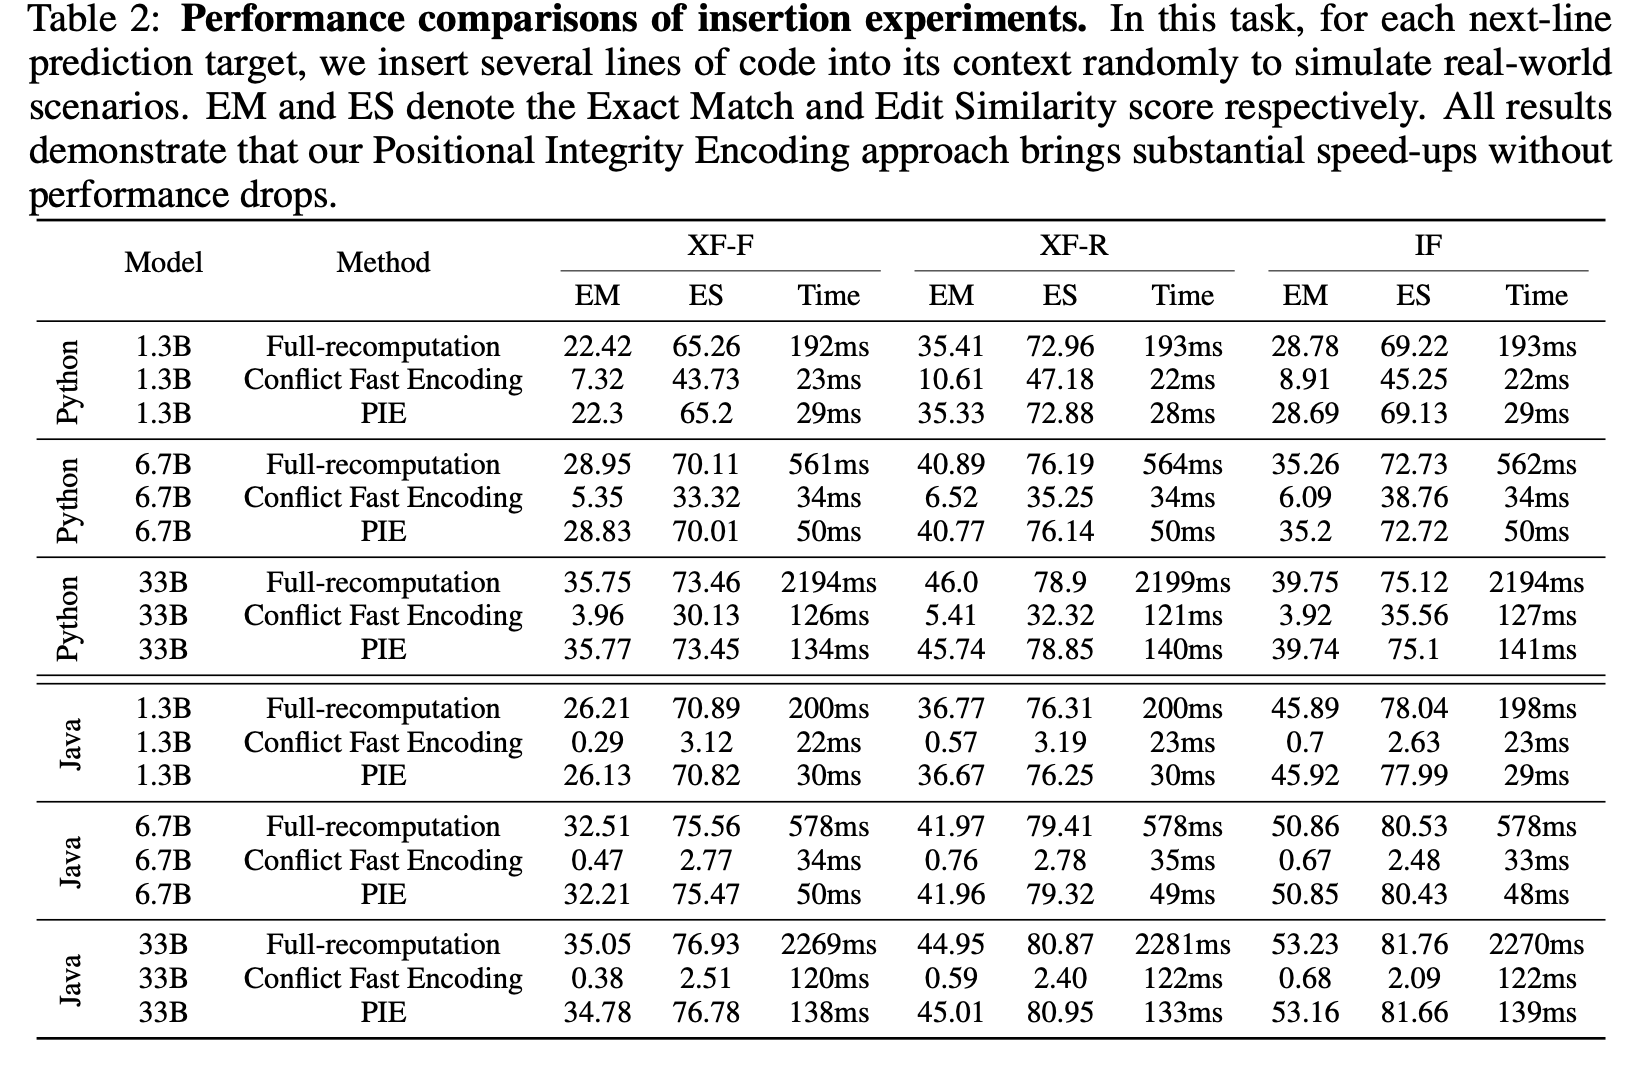 Table 2: Performance comparisons of insertion experiments. In this task, for each next-line
prediction target, we insert several lines of code into its context randomly to simulate real-world
scenarios. EM and ES denote the Exact Match and Edit Similarity score respectively. All results
demonstrate that our Positional Integrity Encoding approach brings substantial speed-ups without
performance drops.
Model Method XF-F XF-R IF
EM ES Time EM ES Time EM ES Time
Python
1.3B Full-recomputation 22.42 65.26 192ms 35.41 72.96 193ms 28.78 69.22 193ms
1.3B Conflict Fast Encoding 7.32 43.73 23ms 10.61 47.18 22ms 8.91 45.25 22ms
1.3B PIE 22.3 65.2 29ms 35.33 72.88 28ms 28.69 69.13 29ms
Python
6.7B Full-recomputation 28.95 70.11 561ms 40.89 76.19 564ms 35.26 72.73 562ms
6.7B Conflict Fast Encoding 5.35 33.32 34ms 6.52 35.25 34ms 6.09 38.76 34ms
6.7B PIE 28.83 70.01 50ms 40.77 76.14 50ms 35.2 72.72 50ms
Python
33B Full-recomputation 35.75 73.46 2194ms 46.0 78.9 2199ms 39.75 75.12 2194ms
33B Conflict Fast Encoding 3.96 30.13 126ms 5.41 32.32 121ms 3.92 35.56 127ms
33B PIE 35.77 73.45 134ms 45.74 78.85 140ms 39.74 75.1 141ms
Java
1.3B Full-recomputation 26.21 70.89 200ms 36.77 76.31 200ms 45.89 78.04 198ms
1.3B Conflict Fast Encoding 0.29 3.12 22ms 0.57 3.19 23ms 0.7 2.63 23ms
1.3B PIE 26.13 70.82 30ms 36.67 76.25 30ms 45.92 77.99 29ms
Java
6.7B Full-recomputation 32.51 75.56 578ms 41.97 79.41 578ms 50.86 80.53 578ms
6.7B Conflict Fast Encoding 0.47 2.77 34ms 0.76 2.78 35ms 0.67 2.48 33ms
6.7B PIE 32.21 75.47 50ms 41.96 79.32 49ms 50.85 80.43 48ms
Java
33B Full-recomputation 35.05 76.93 2269ms 44.95 80.87 2281ms 53.23 81.76 2270ms
33B Conflict Fast Encoding 0.38 2.51 120ms 0.59 2.40 122ms 0.68 2.09 122ms
33B PIE 34.78 76.78 138ms 45.01 80.95 133ms 53.16 81.66 139ms